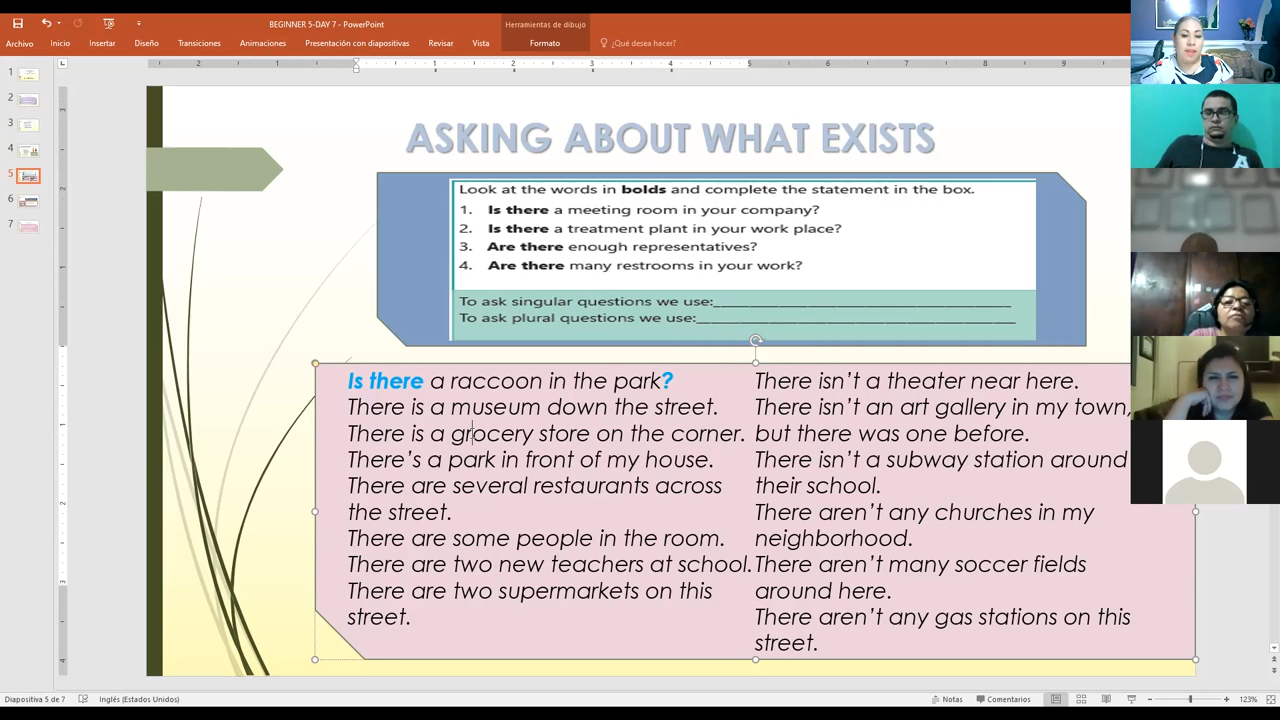 BEGINNER 5-DAY 7 - PowerPoint
Herramientas de dibujo
Archivo Inicio Insertar Diseño Transiciones Animaciones Presentación con diapositivas Revisar Vista Formato ¿Qué desea hacer?
ASKING ABOUT WHAT EXISTS
Look at the words in bolds and complete the statement in the box.
1. Is there a meeting room in your company?
2. Is there a treatment plant in your work place?
3. Are there enough representatives?
4. Are there many restrooms in your work?
To ask singular questions we use:____________________
To ask plural questions we use:____________________
Is there a raccoon in the park?
There is a museum down the street.
There is a grocery store on the corner.
There's a park in front of my house.
There are several restaurants across
the street.
There are some people in the room.
There are two new teachers at school.
There are two supermarkets on this
street.
There isn't a theater near here.
There isn't an art gallery in my town,
but there was one before.
There isn't a subway station around
their school.
There aren't any churches in my
neighborhood.
There aren't many soccer fields
around here.
There aren't any gas stations on this
street.
Diapositiva 5 de 7 Inglés (Estados Unidos) Notas Comentarios 123%